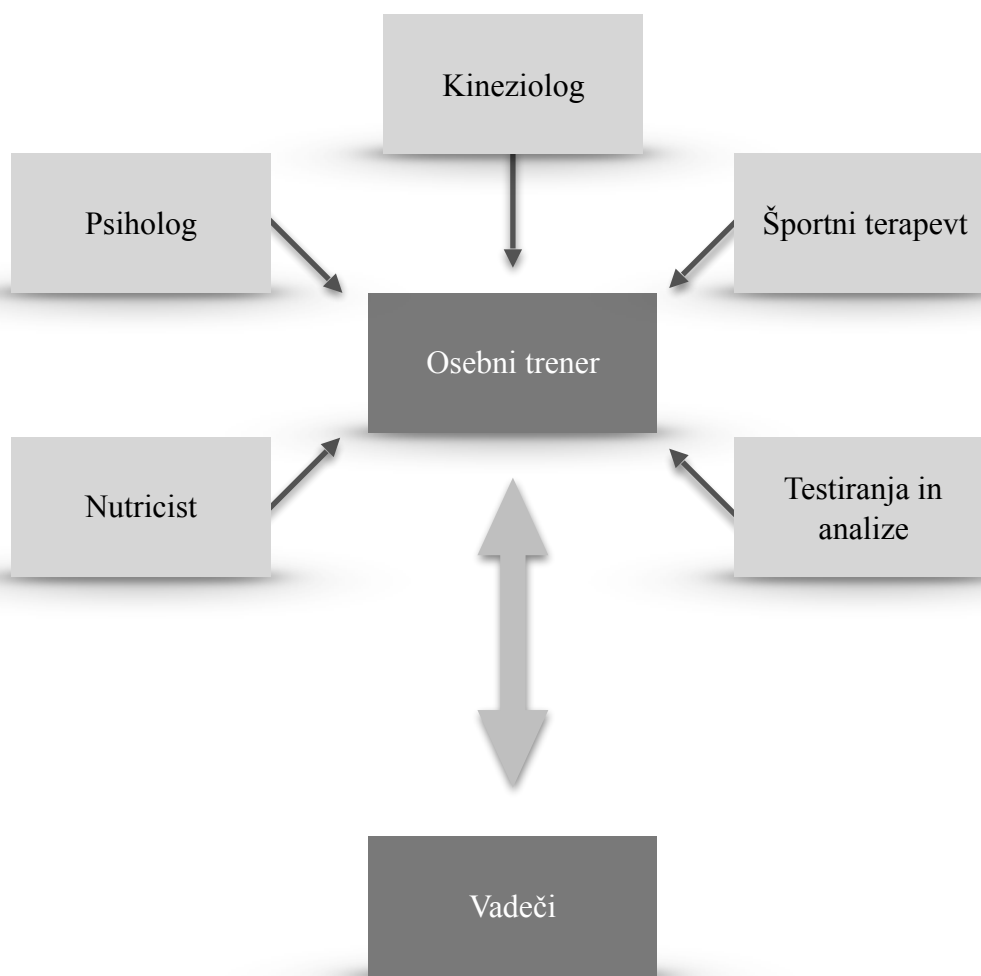 Kineziolog
Psiholog
Športni terapevt
Osebni trener
Nutricist
Testiranja in
analize
Vadeči